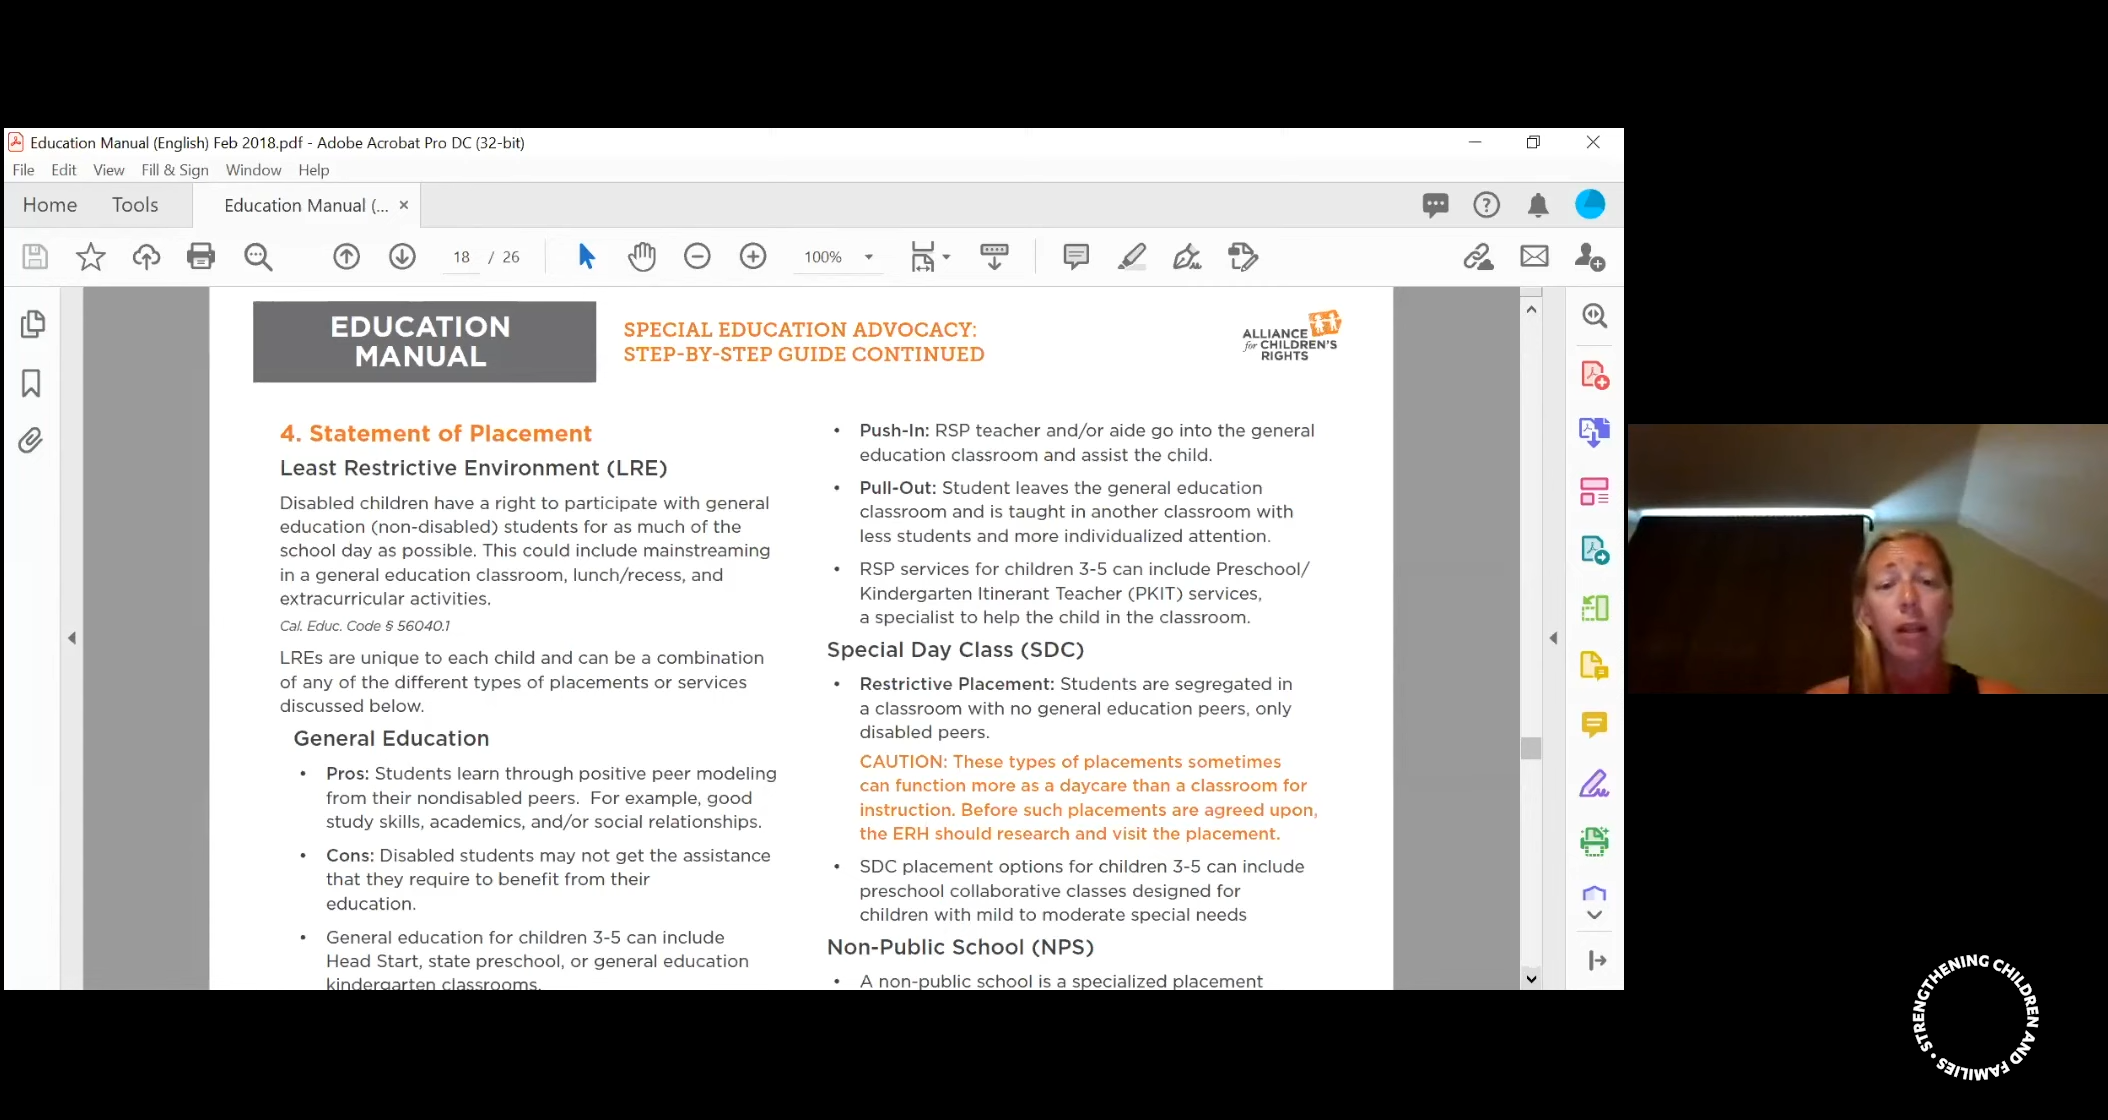 Education Manual (English) Feb 2018.pdf - Adobe Acrobat Pro DC (32-bit)
File Edit View Fill & Sign Window Help
Home Tools Education Manual (... ×
18 / 26 100%
EDUCATION
MANUAL
SPECIAL EDUCATION ADVOCACY:
STEP-BY-STEP GUIDE CONTINUED
ALLIANCE
for CHILDREN'S
RIGHTS
4. Statement of Placement
Least Restrictive Environment (LRE)
Disabled children have a right to participate with general
education (non-disabled) students for as much of the
school day as possible. This could include mainstreaming
in a general education classroom, lunch/recess, and
extracurricular activities.
Cal. Educ. Code § 56040.1
LREs are unique to each child and can be a combination
of any of the different types of placements or services
discussed below.
General Education
• Pros: Students learn through positive peer modeling
from their nondisabled peers. For example, good
study skills, academics, and/or social relationships.
• Cons: Disabled students may not get the assistance
that they require to benefit from their
education.
• General education for children 3-5 can include
Head Start, state preschool, or general education
kindergarten classrooms.
• Push-In: RSP teacher and/or aide go into the general
education classroom and assist the child.
• Pull-Out: Student leaves the general education
classroom and is taught in another classroom with
less students and more individualized attention.
• RSP services for children 3-5 can include Preschool/
Kindergarten Itinerant Teacher (PKIT) services,
a specialist to help the child in the classroom.
Special Day Class (SDC)
• Restrictive Placement: Students are segregated in
a classroom with no general education peers, only
disabled peers.
CAUTION: These types of placements sometimes
can function more as a daycare than a classroom for
instruction. Before such placements are agreed upon,
the ERH should research and visit the placement.
• SDC placement options for children 3-5 can include
preschool collaborative classes designed for
children with mild to moderate special needs
Non-Public School (NPS)
• A non-public school is a specialized placement
STRENGTHENING CHILDREN AND FAMILIES •